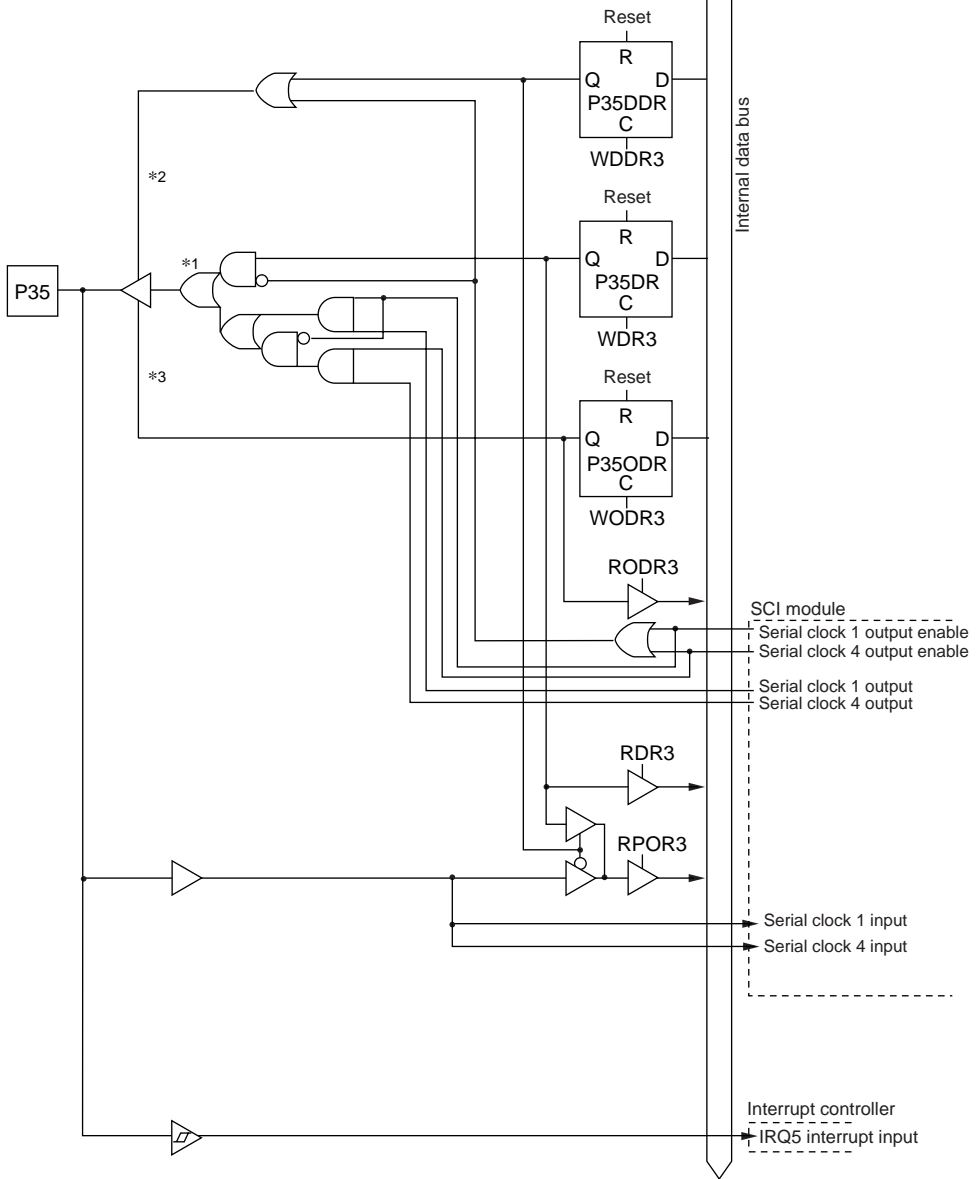 Reset
R
Q D
P35DDR
C
WDDR3
Internal data bus
*2
Reset
R
*1
Q D
P35DR
C
P35
WDR3
*3
Reset
R
Q D
P35ODR
C
WODR3
RODR3
SCI module
Serial clock 1 output enable
Serial clock 4 output enable
Serial clock 1 output
Serial clock 4 output
RDR3
RPOR3
Serial clock 1 input
Serial clock 4 input
Interrupt controller
IRQ5 interrupt input